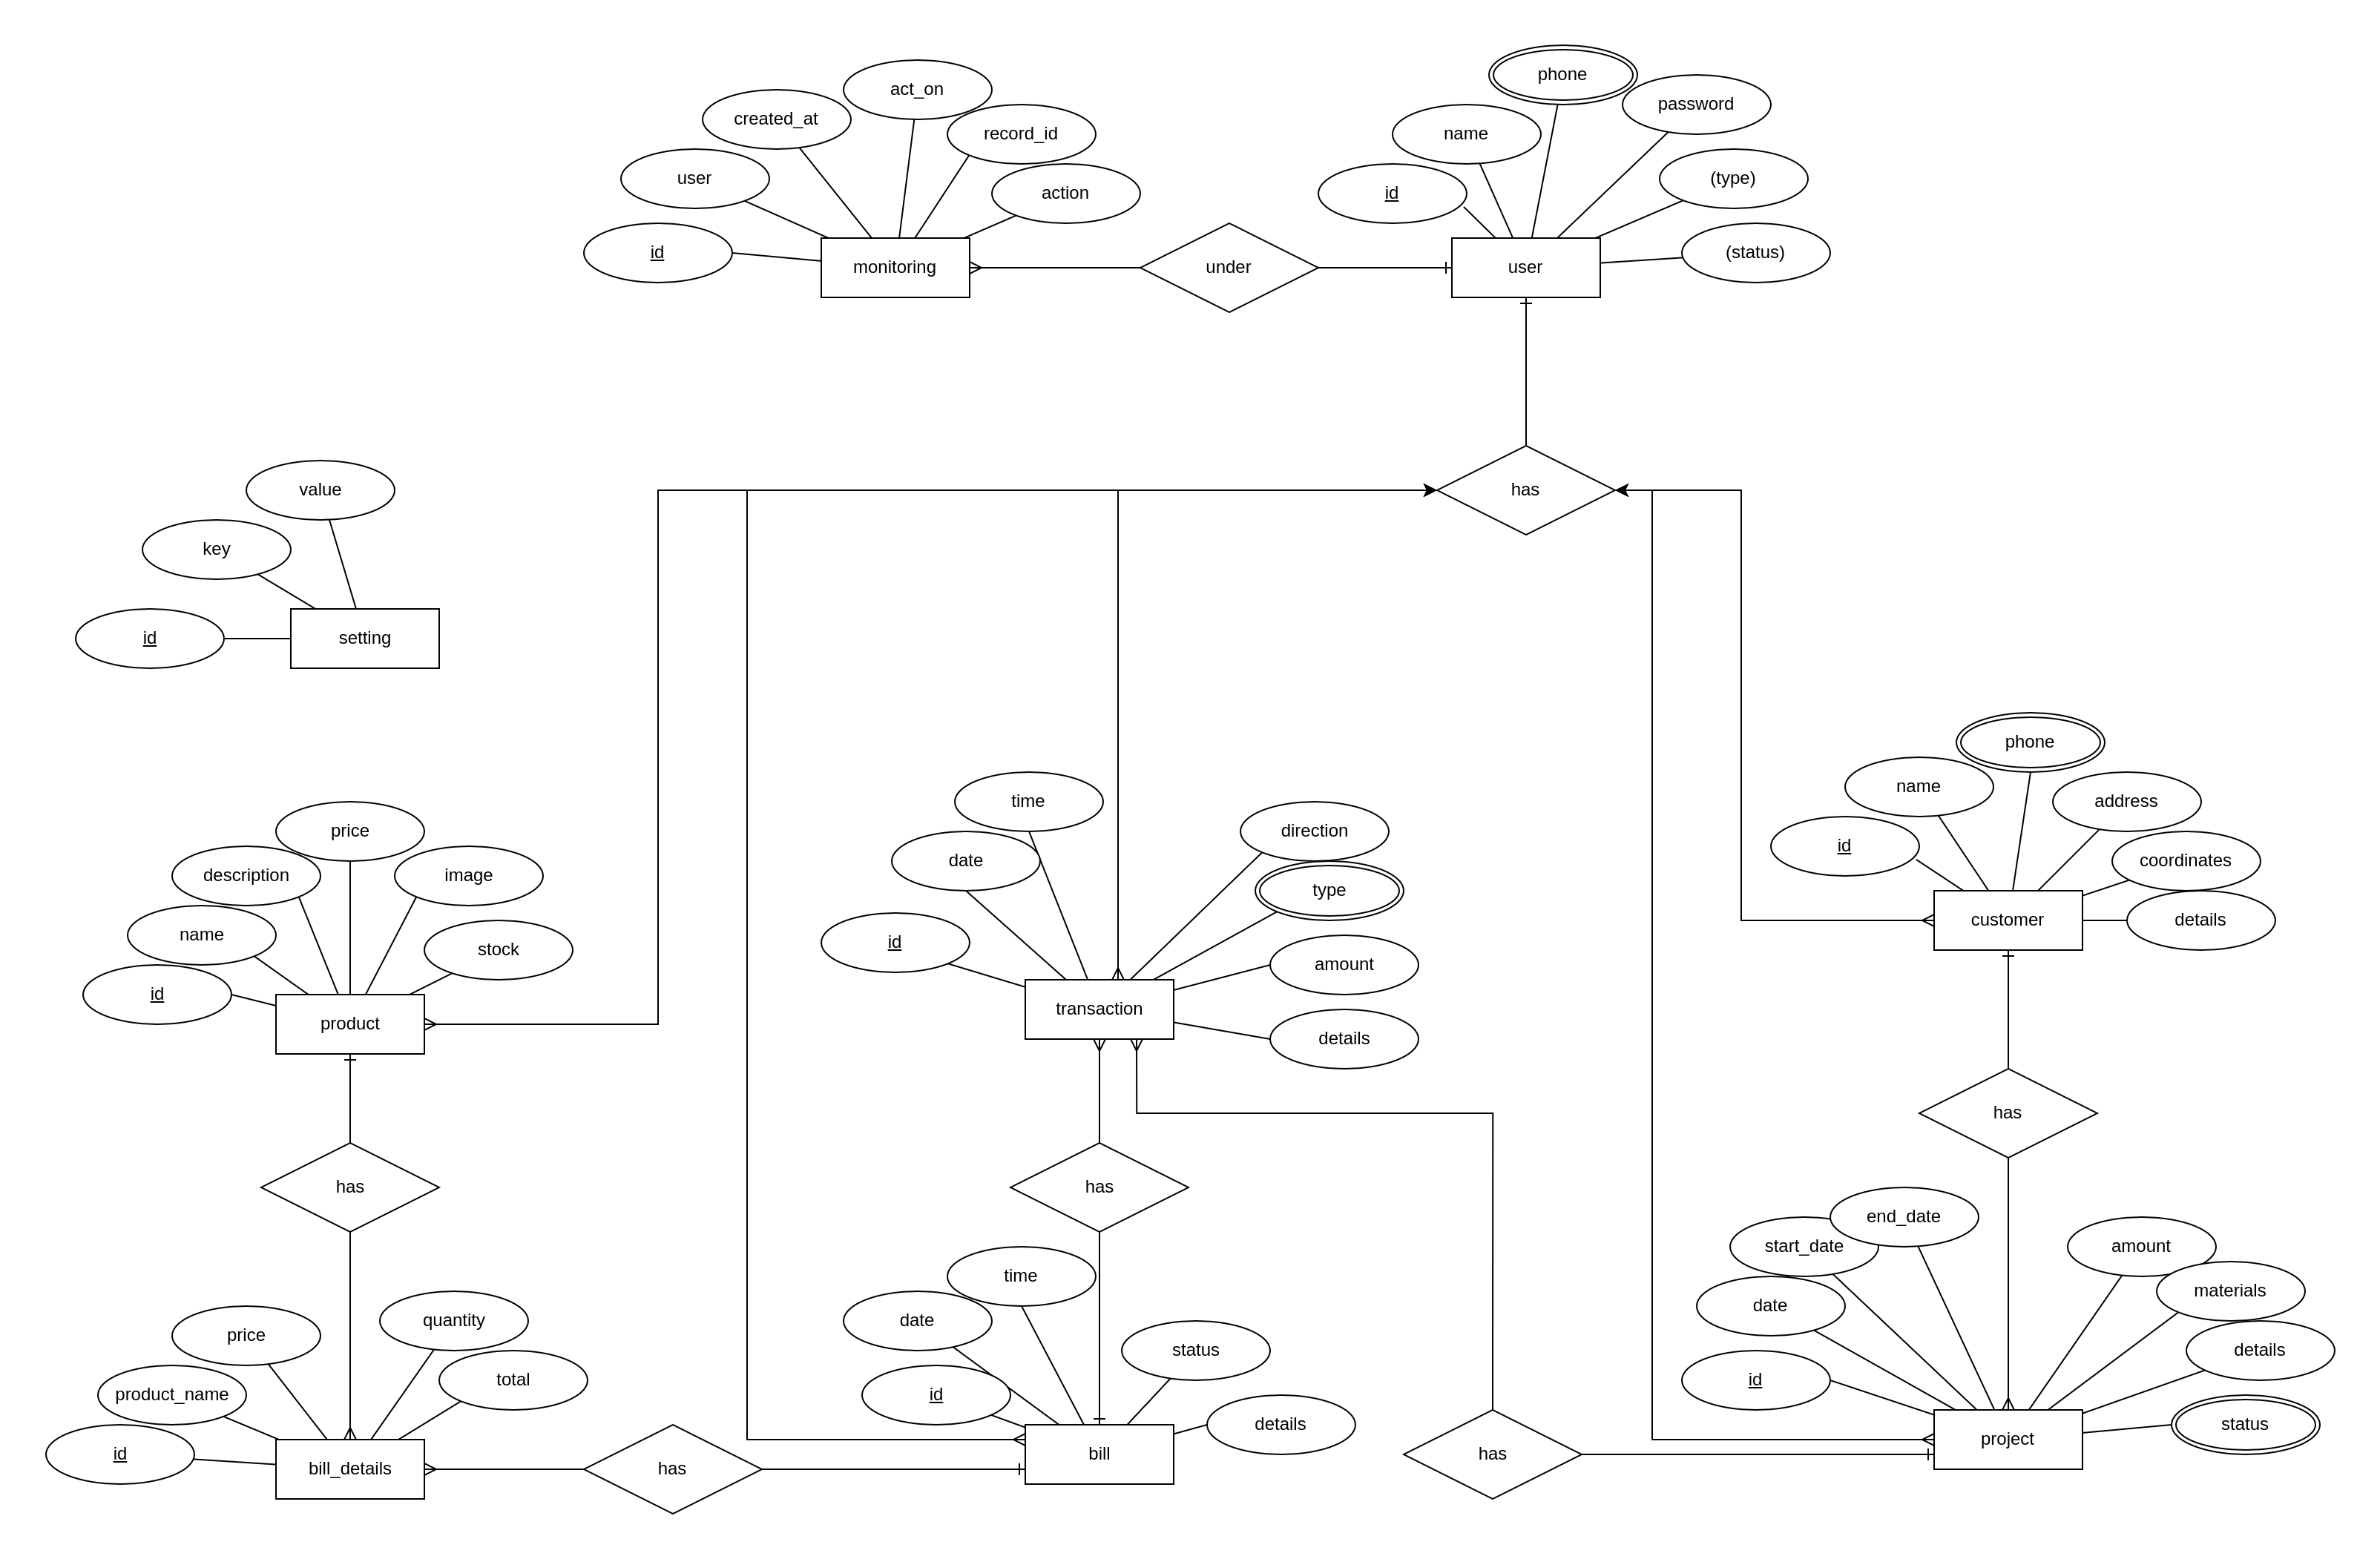 phone
act_on
password
created_at
record_id
name
user
(type)
action
id
id
(status)
monitoring
under
user
value
has
key
id
setting
phone
name
time
address
price
direction
id
date
coordinates
description
image
type
customer
details
name
id
stock
amount
id
transaction
product
details
has
has
has
end_date
start_date
amount
time
materials
date
quantity
date
price
status
details
total
id
product_name
id
details
status
project
id
has
bill
has
bill_details